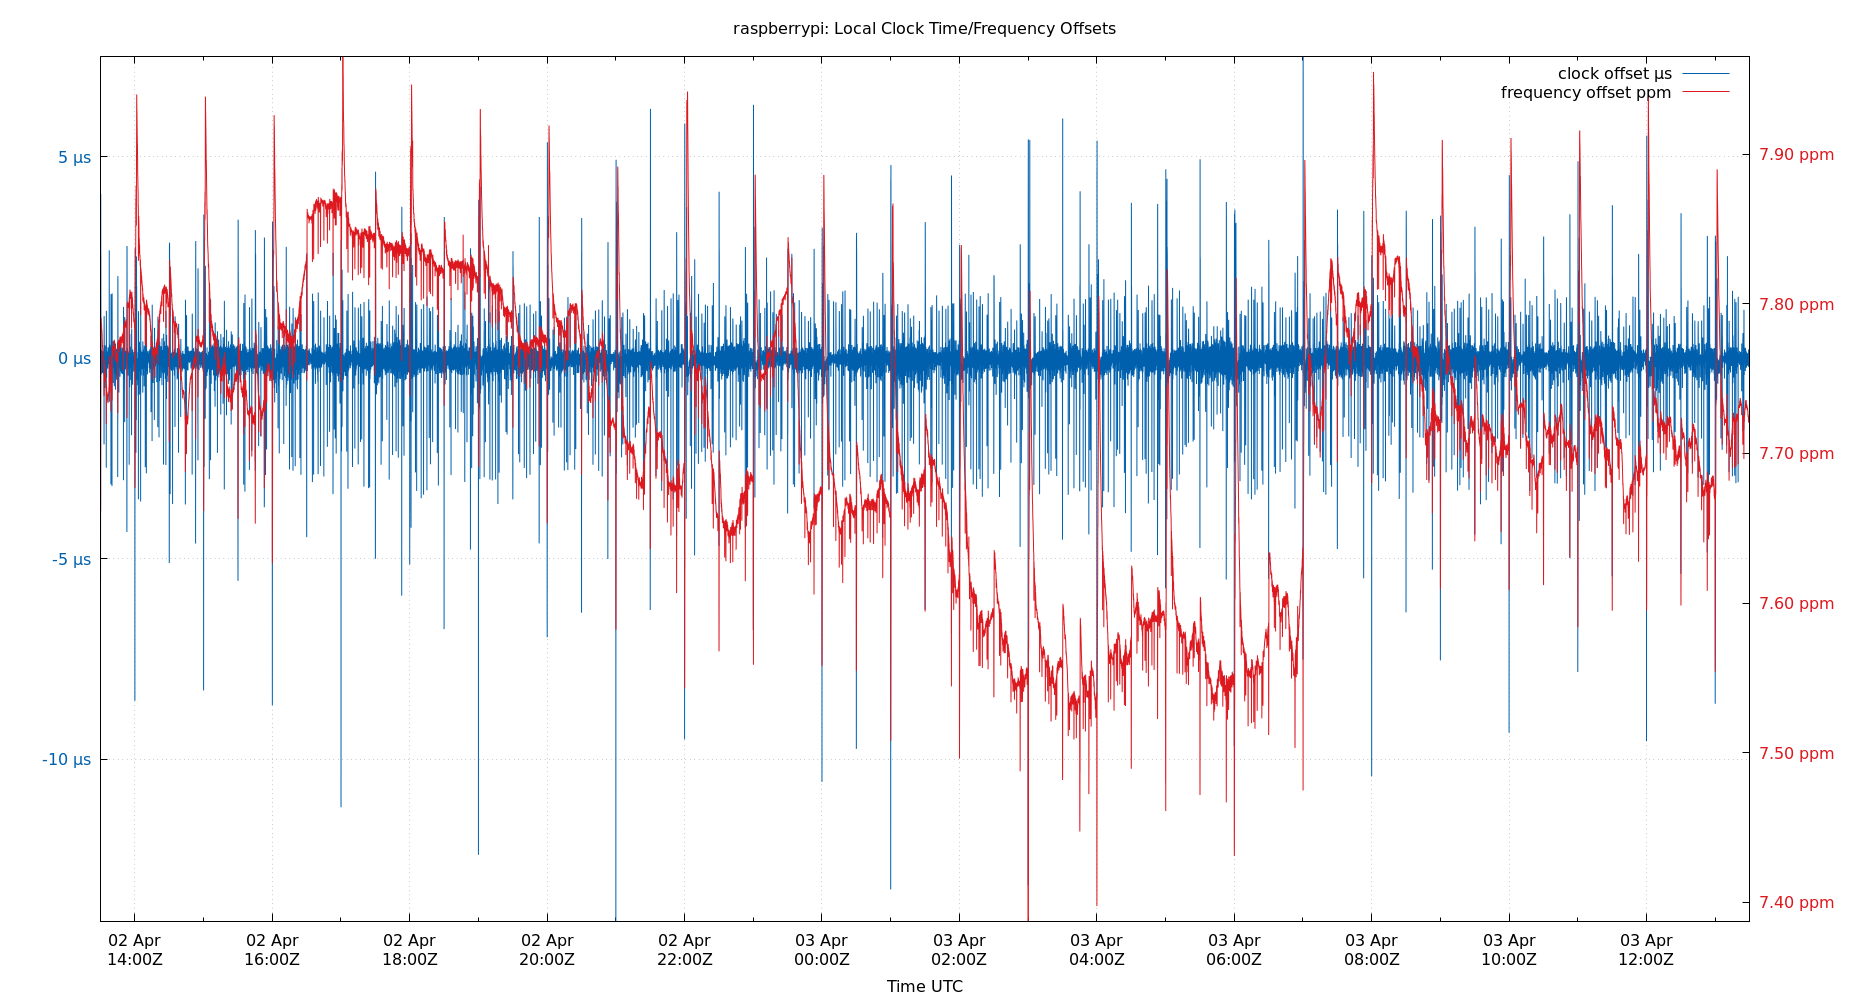 raspberrypi: Local Clock Time/Frequency Offsets
clock offset µs
frequency offset ppm
5 µs
0 µs
-5 µs
-10 µs
7.90 ppm
7.80 ppm
7.70 ppm
7.60 ppm
7.50 ppm
7.40 ppm
02 Apr 02 Apr 02 Apr 02 Apr 02 Apr 03 Apr 03 Apr 03 Apr 03 Apr 03 Apr 03 Apr 03 Apr
14:00Z 16:00Z 18:00Z 20:00Z 22:00Z 00:00Z 02:00Z 04:00Z 06:00Z 08:00Z 10:00Z 12:00Z
Time UTC